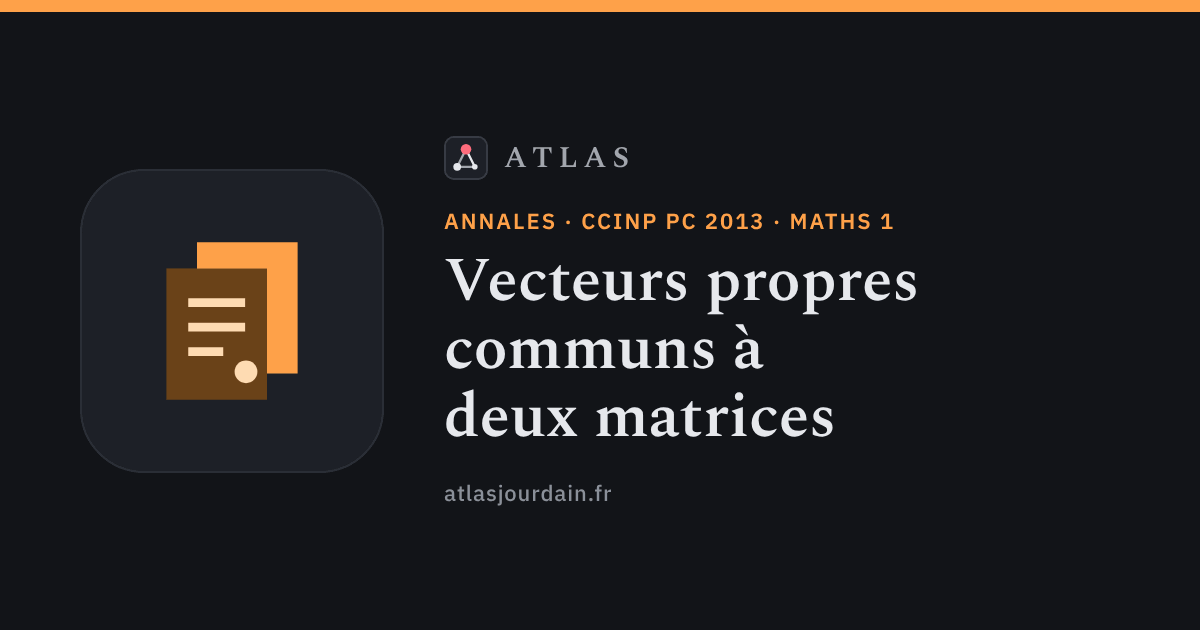 ATLAS
ANNALES · CCINP PC 2013 · MATHS 1
Vecteurs propres
communs à
deux matrices
atlasjourdain.fr